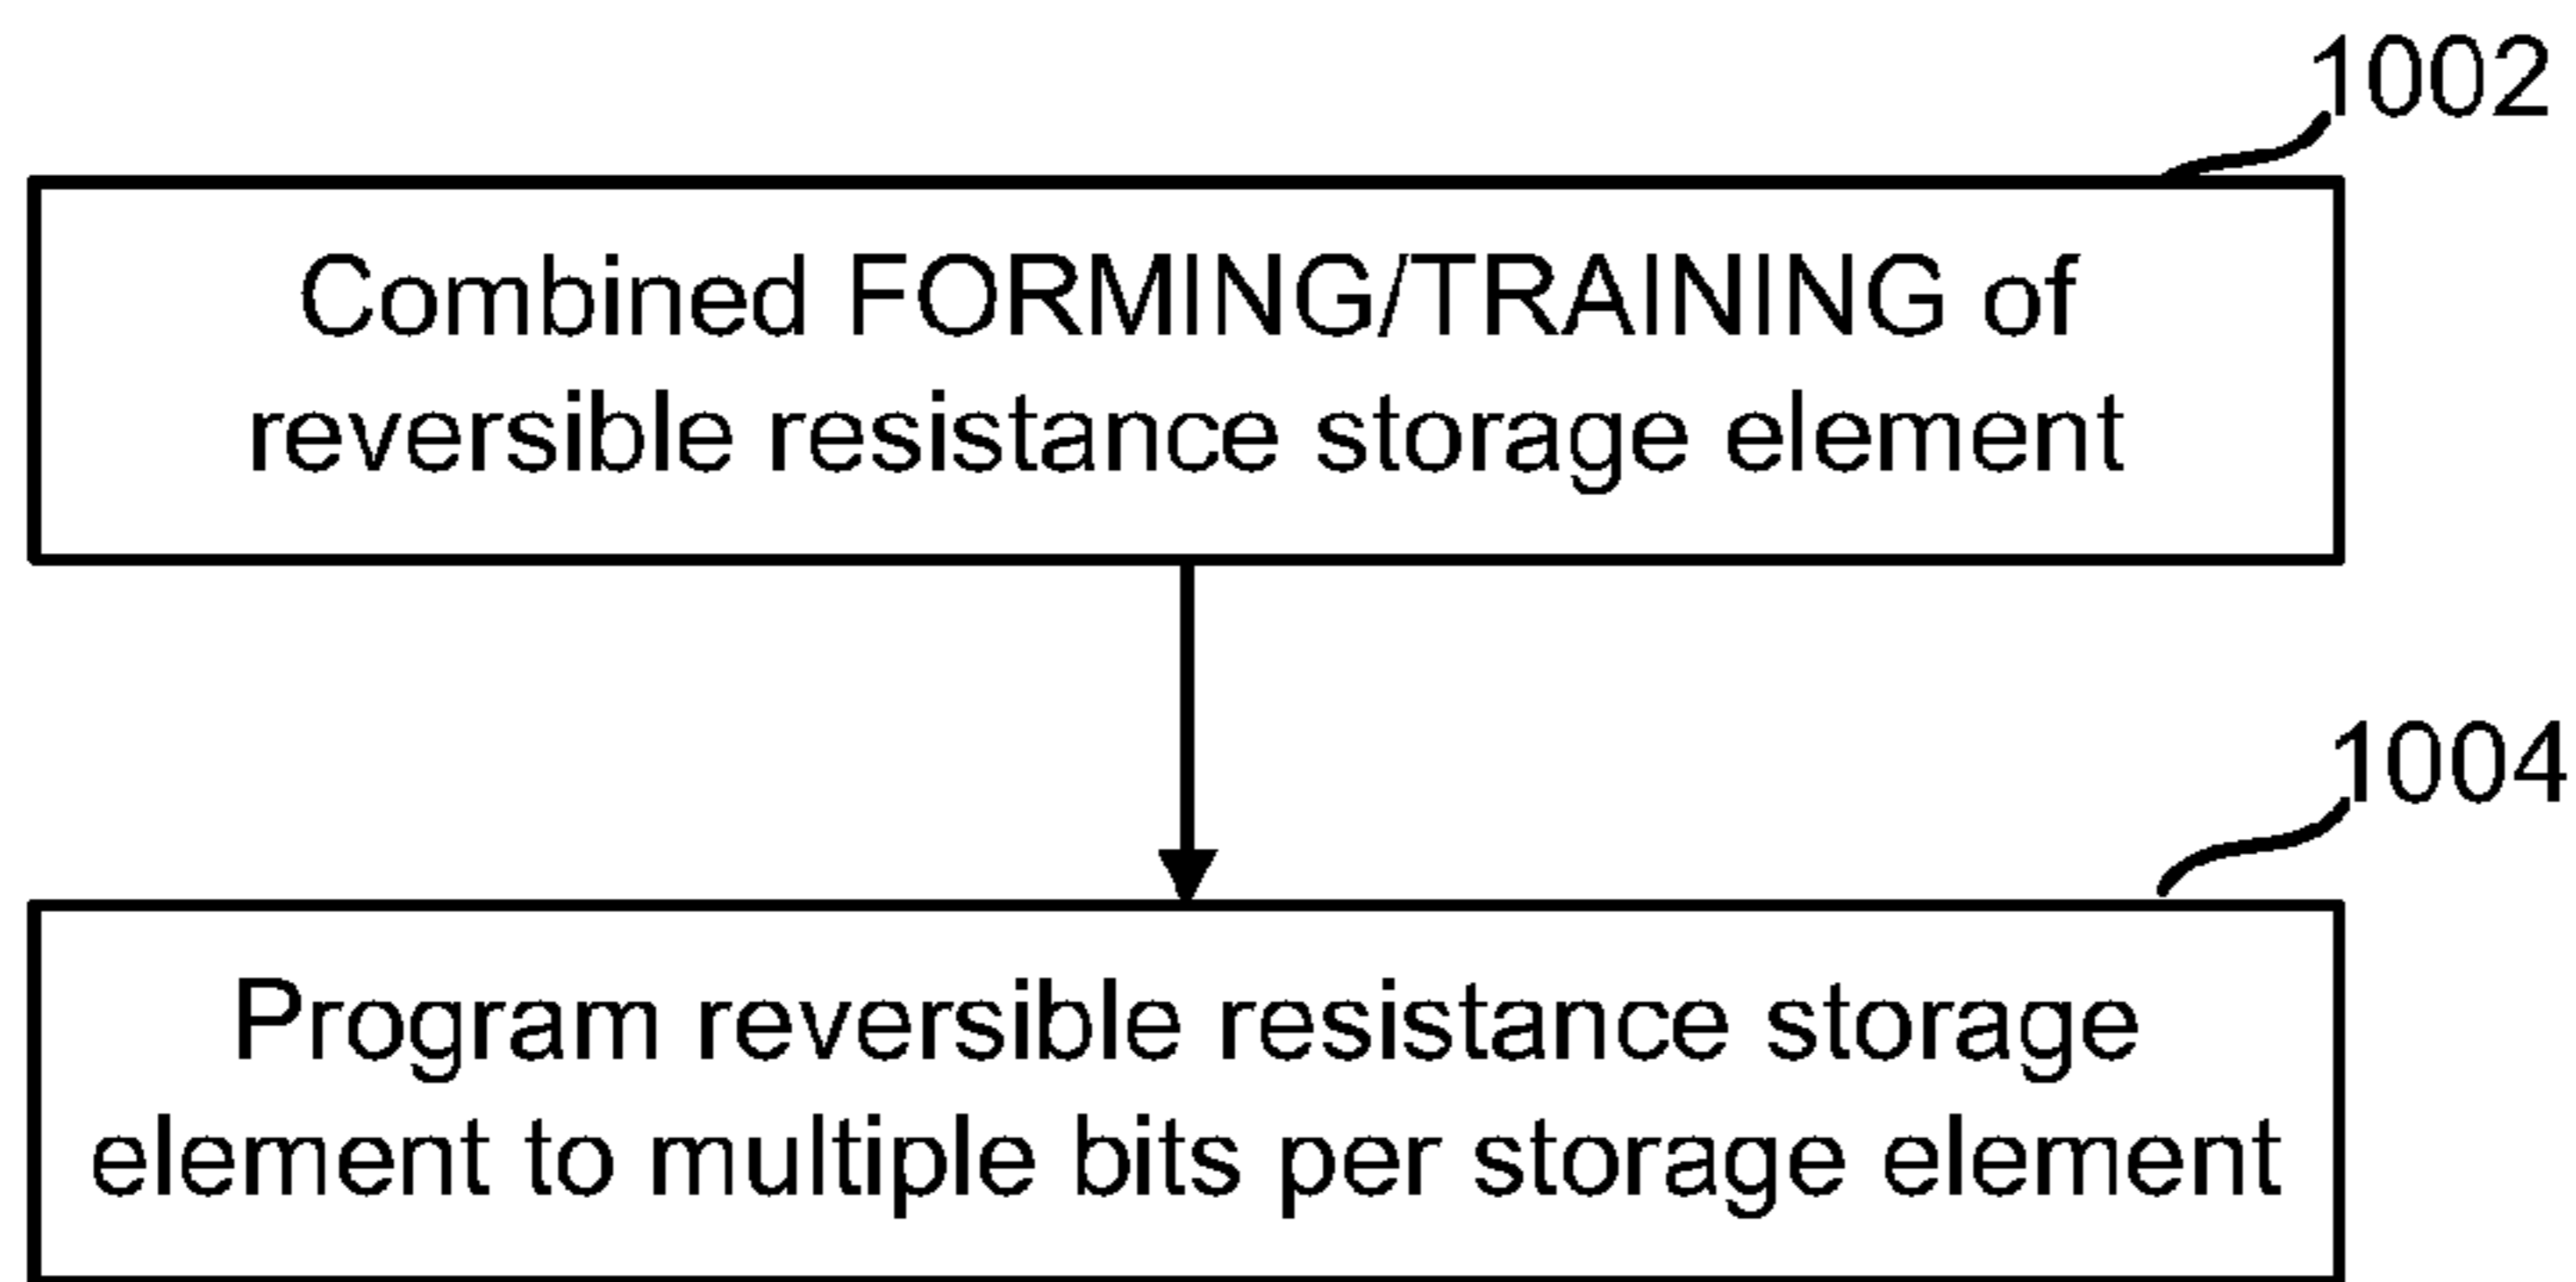 1002
Combined FORMING/TRAINING of
reversible resistance storage element
1004
Program reversible resistance storage
element to multiple bits per storage element